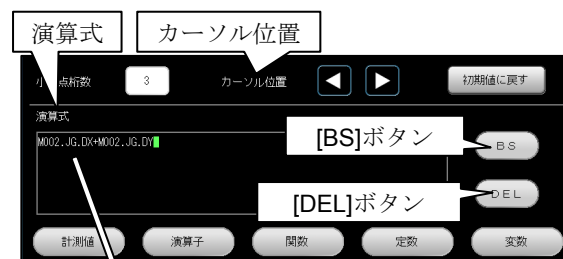 演算式
カーソル位置
小 点桁数
3
カーソル位置
初期値に戻す
演算式
M002.JG.DX+M002.JG.DY
[BS]ボタン
BS
[DEL]ボタン
DEL
計測値
演算子
関数
定数
変数